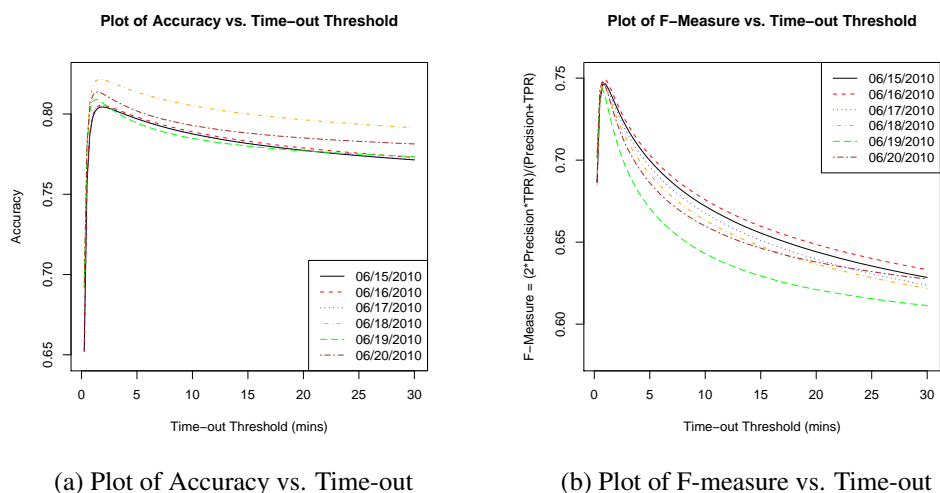 Plot of Accuracy vs. Time−out Threshold
Accuracy
0.80
0.75
0.70
0.65
06/15/2010
06/16/2010
06/17/2010
06/18/2010
06/19/2010
06/20/2010
0 5 10 15 20 25 30
Time−out Threshold (mins)
(a) Plot of Accuracy vs. Time-out
Plot of F−Measure vs. Time−out Threshold
F−Measure = (2*Precision*TPR)/(Precision+TPR)
0.75
0.70
0.65
0.60
06/15/2010
06/16/2010
06/17/2010
06/18/2010
06/19/2010
06/20/2010
0 5 10 15 20 25 30
Time−out Threshold (mins)
(b) Plot of F-measure vs. Time-out